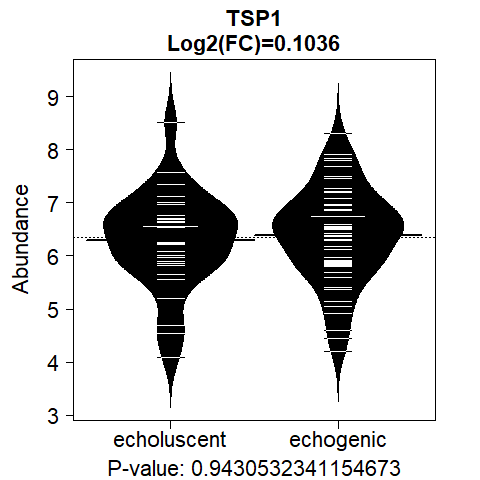 TSP1
Log2(FC)=0.1036
Abundance
9
8
7
6
5
4
3
echoluscent echogenic
P-value: 0.9430532341154673